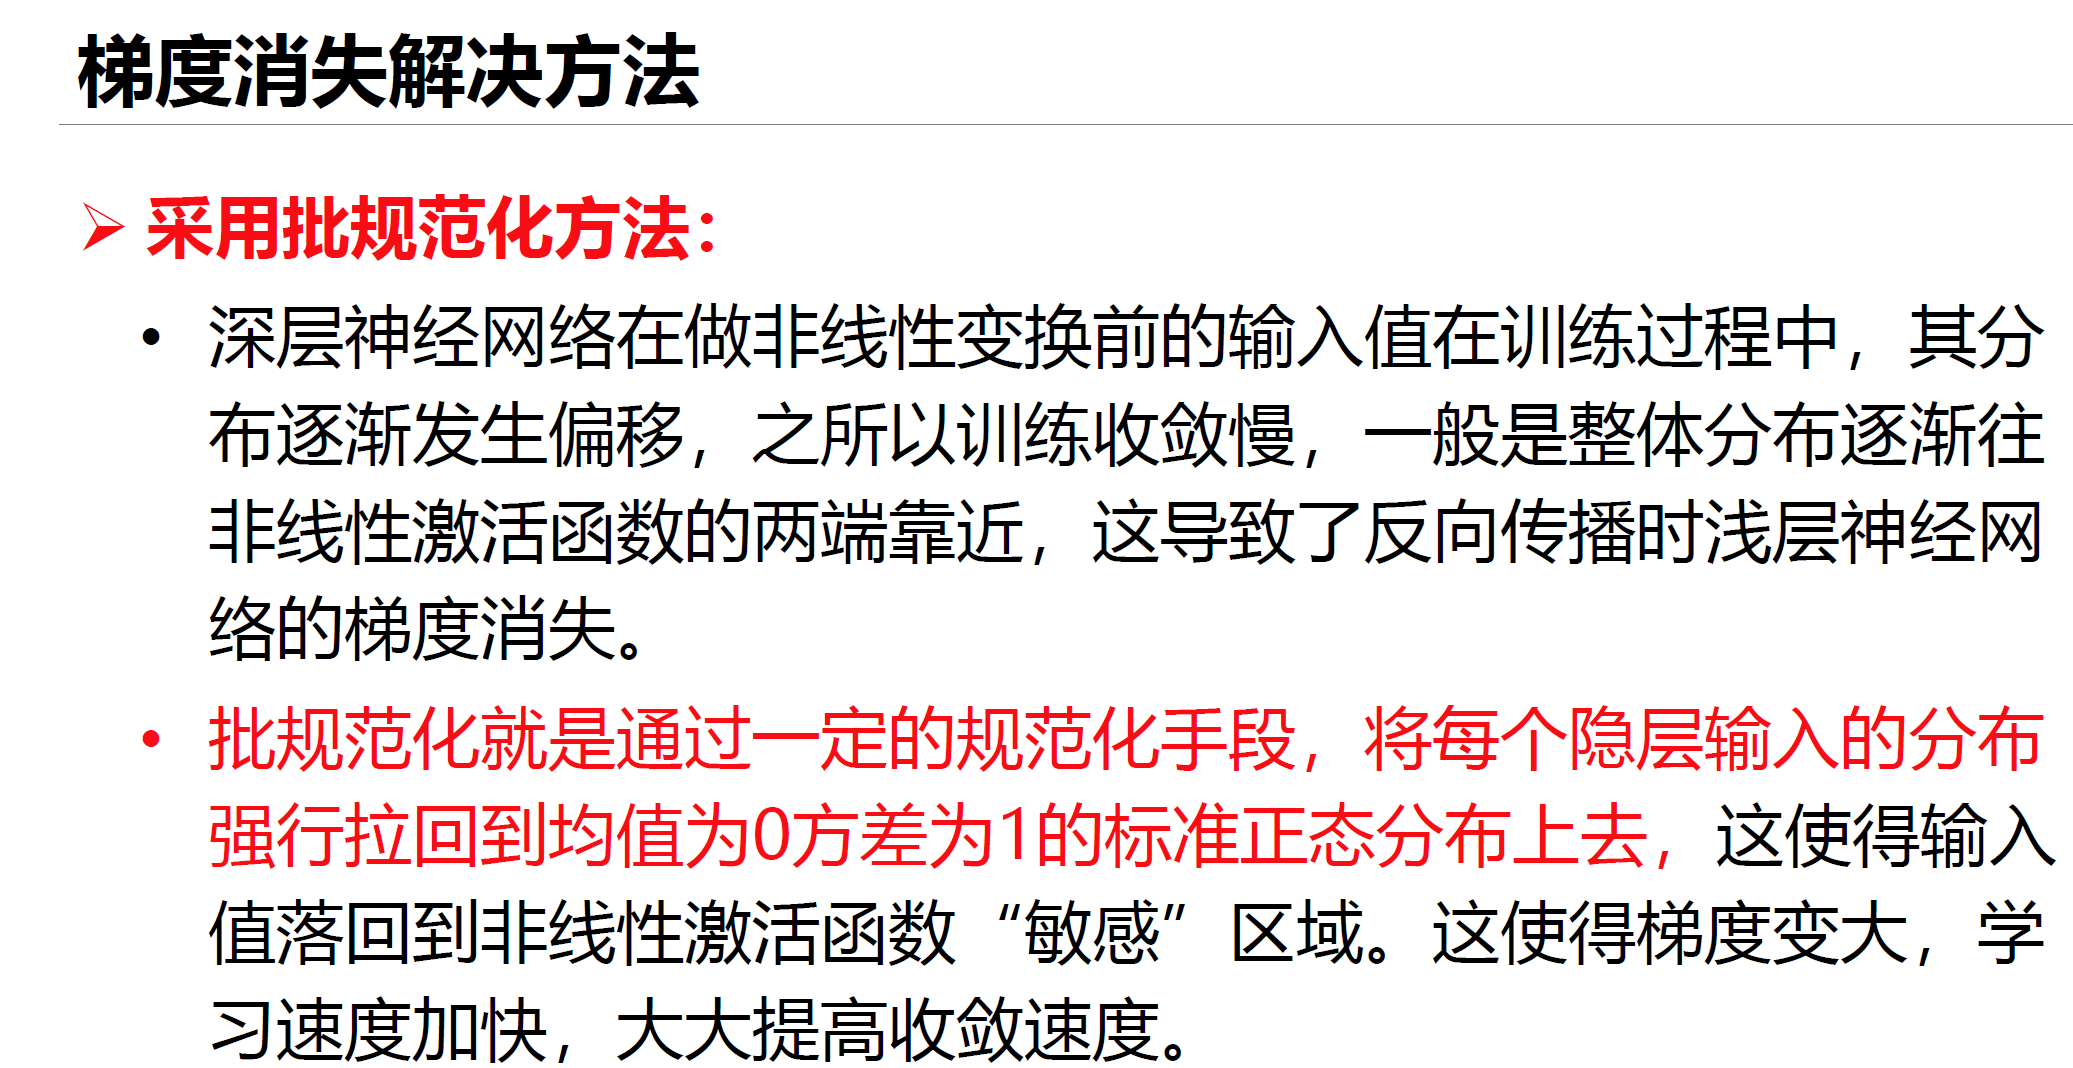 梯度消失解决方法
采用批规范化方法：
• 深层神经网络在做非线性变换前的输入值在训练过程中，其分
布逐渐发生偏移，之所以训练收敛慢，一般是整体分布逐渐往
非线性激活函数的两端靠近，这导致了反向传播时浅层神经网
络的梯度消失。
• 批规范化就是通过一定的规范化手段，将每个隐层输入的分布
强行拉回到均值为0方差为1的标准正态分布上去，这使得输入
值落回到非线性激活函数“敏感”区域。这使得梯度变大，学
习速度加快，大大提高收敛速度。